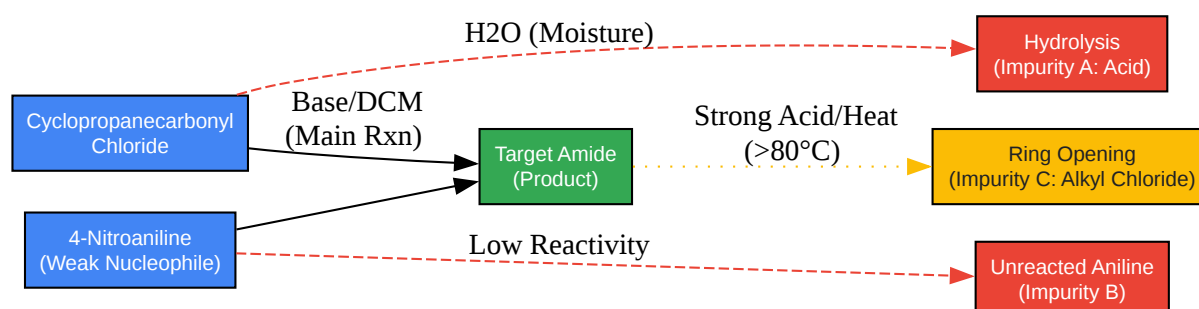 H2O (Moisture)
Hydrolysis
(Impurity A: Acid)
Cyclopropanecarbonyl
Chloride
Base/DCM
(Main Rxn)
Target Amide
(Product)
Strong Acid/Heat
(>80°C)
Ring Opening
(Impurity C: Alkyl Chloride)
4-Nitroaniline
(Weak Nucleophile)
Low Reactivity
Unreacted Aniline
(Impurity B)